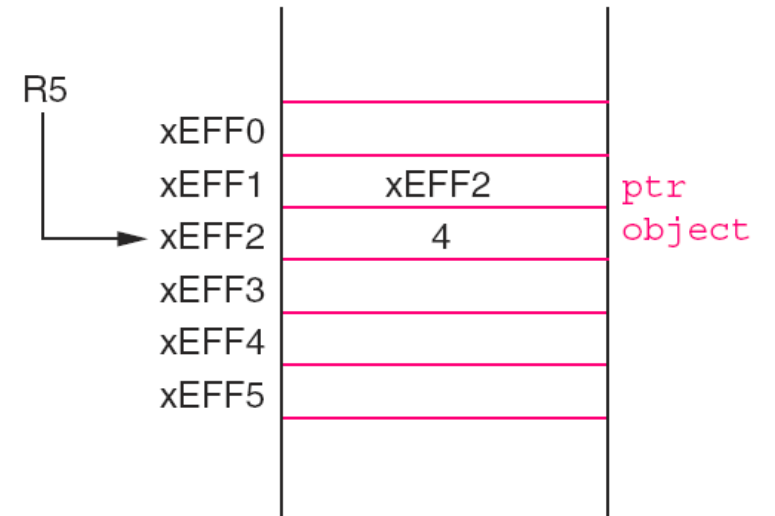 R5
xEFF0
xEFF1 xEFF2 ptr
xEFF2 4 object
xEFF3
xEFF4
xEFF5